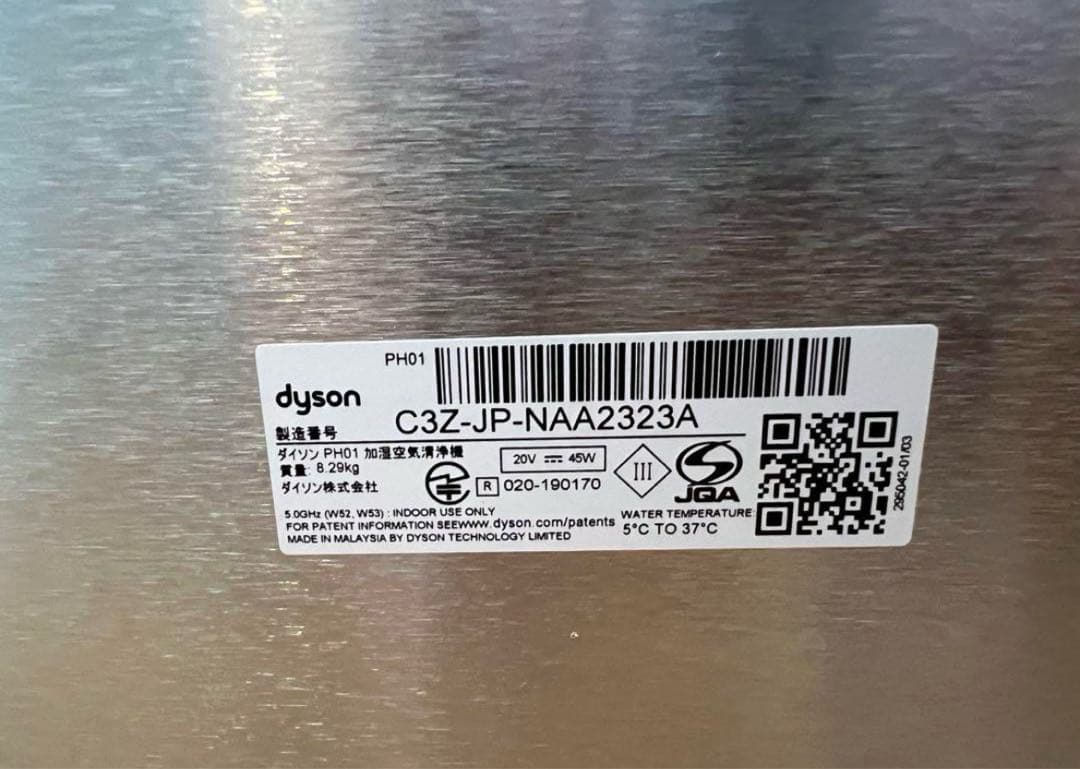 PH01
dyson
製造番号 C3Z-JP-NAA2323A
ダイソン PH01 加湿空気清浄機
質量: 8.29kg
ダイソン株式会社
20V 45W
R 020-190170
III
JQA
5.0GHz (W52, W53) : INDOOR USE ONLY
FOR PATENT INFORMATION SEEwww.dyson.com/patents
MADE IN MALAYSIA BY DYSON TECHNOLOGY LIMITED
WATER TEMPERATURE:
5°C TO 37°C
295042-01/03